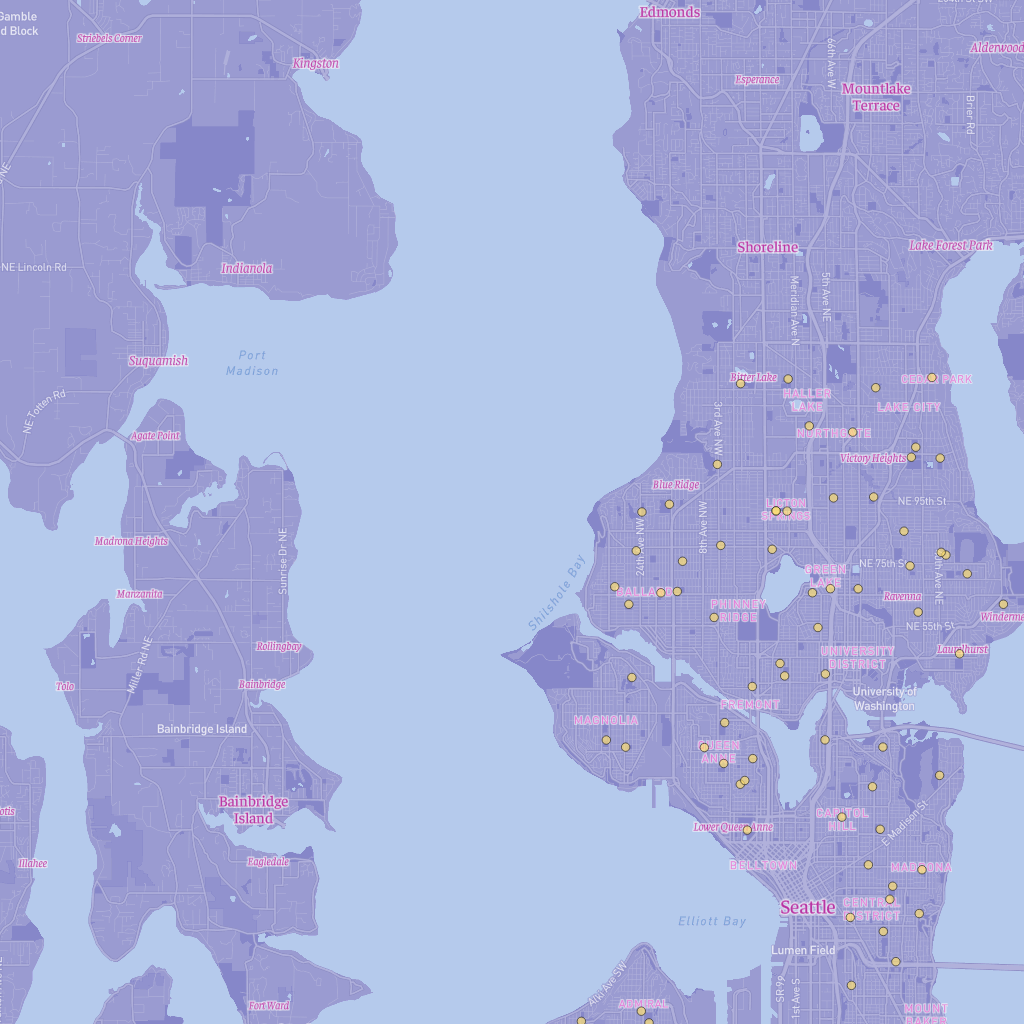 Gamble
d Block
Striebels Corner
Kingston
Edmonds
66th Ave W
Alderwood
Esperance
Mountlake
Terrace
Brier Rd
NE
Shoreline
Lake Forest Park
NE Lincoln Rd
Indianola
Meridian Ave N
5th Ave NE
Port
Madison
Suquamish
Bitter Lake
CEDAR PARK
HALLER
LAKE
LAKE CITY
NE Totten Rd
3rd Ave NW
Agate Point
NORTHGATE
Victory Heights
Blue Ridge
NE 95th St
LICTON
SPRINGS
24th Ave NW
8th Ave NW
Madrona Heights
Sunrise Dr NE
Shilshole Bay
NE 75th S
GREEN
LAKE
Manzanita
BALLARD
PHINNEY
RIDGE
Ravenna
h Ave NE
Winderme
NE 55th St
Rollingbay
Miller Rd NE
UNIVERSITY
DISTRICT
Laurelhurst
Tolo
Bainbridge
University of
Washington
FREMONT
MAGNOLIA
Bainbridge Island
QUEEN
ANNE
Bainbridge
Island
otis
CAPITOL
HILL
E Madison St
Lower Queen Anne
Illahee
Eagledale
BELLTOWN
MADRONA
Seattle
CENTRAL
DISTRICT
Elliott Bay
Lumen Field
Alki Ave SW
SR 99
1st Ave S
Fort Ward
ADMIRAL
MOUNT
BAKER